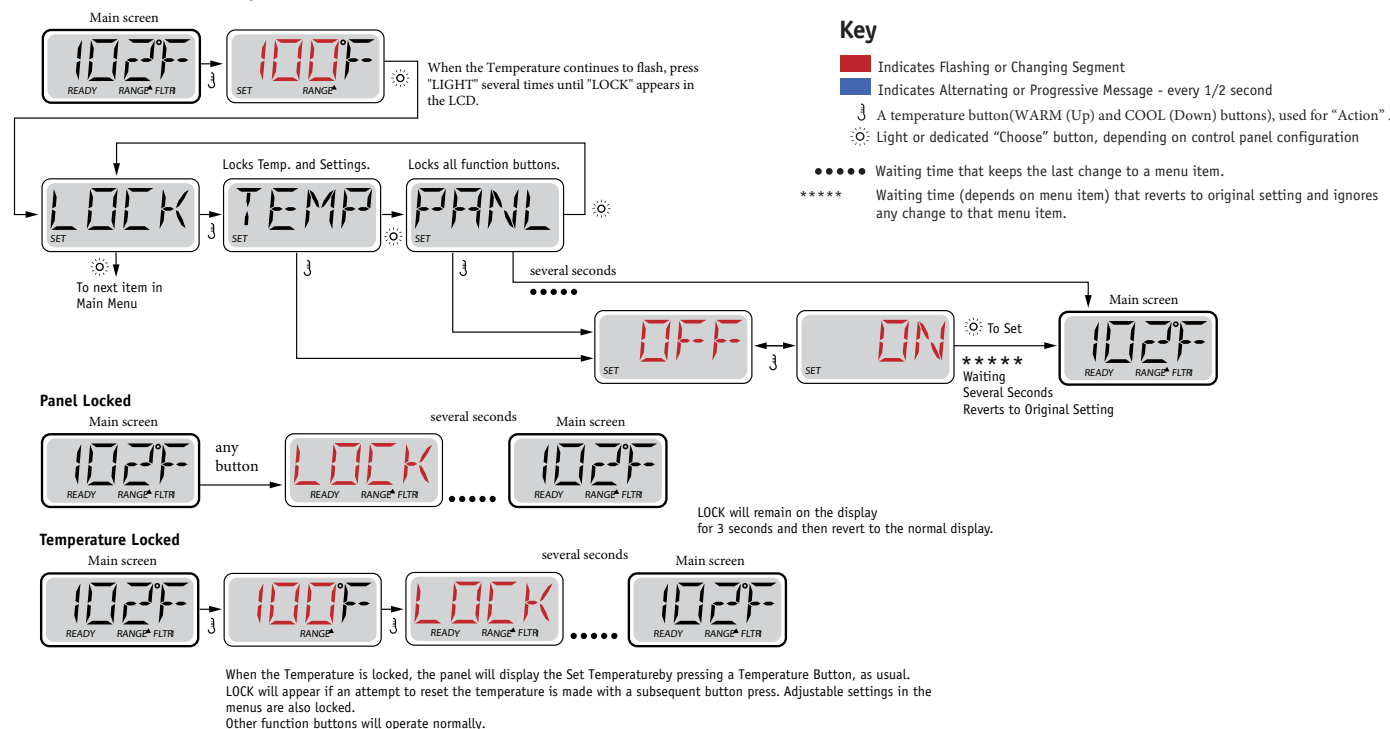 Main screen
102°F
READY RANGE FLTR
100°F
SET RANGE
When the Temperature continues to flash, press
"LIGHT" several times until "LOCK" appears in
the LCD.
Key
Indicates Flashing or Changing Segment
Indicates Alternating or Progressive Message - every 1/2 second
A temperature button(WARM (Up) and COOL (Down) buttons), used for “Action” .
Light or dedicated “Choose” button, depending on control panel configuration
••••• Waiting time that keeps the last change to a menu item.
***** Waiting time (depends on menu item) that reverts to original setting and ignores
any change to that menu item.
Locks Temp. and Settings.
Locks all function buttons.
LOCK
SET
TEMP
SET
PANL
SET
To next item in
Main Menu
several seconds
•••••
OFF
SET
ON
SET
To Set
*****
Waiting
Several Seconds
Reverts to Original Setting
Main screen
102°F
READY RANGE FLTR
Panel Locked
Main screen
102°F
READY RANGE FLTR
any
button
LOCK
READY RANGE FLTR
several seconds
•••••
Main screen
102°F
READY RANGE FLTR
LOCK will remain on the display
for 3 seconds and then revert to the normal display.
Temperature Locked
Main screen
102°F
READY RANGE FLTR
100°F
RANGE
LOCK
READY RANGE FLTR
several seconds
•••••
Main screen
102°F
READY RANGE FLTR
When the Temperature is locked, the panel will display the Set Temperatureby pressing a Temperature Button, as usual.
LOCK will appear if an attempt to reset the temperature is made with a subsequent button press. Adjustable settings in the
menus are also locked.
Other function buttons will operate normally.